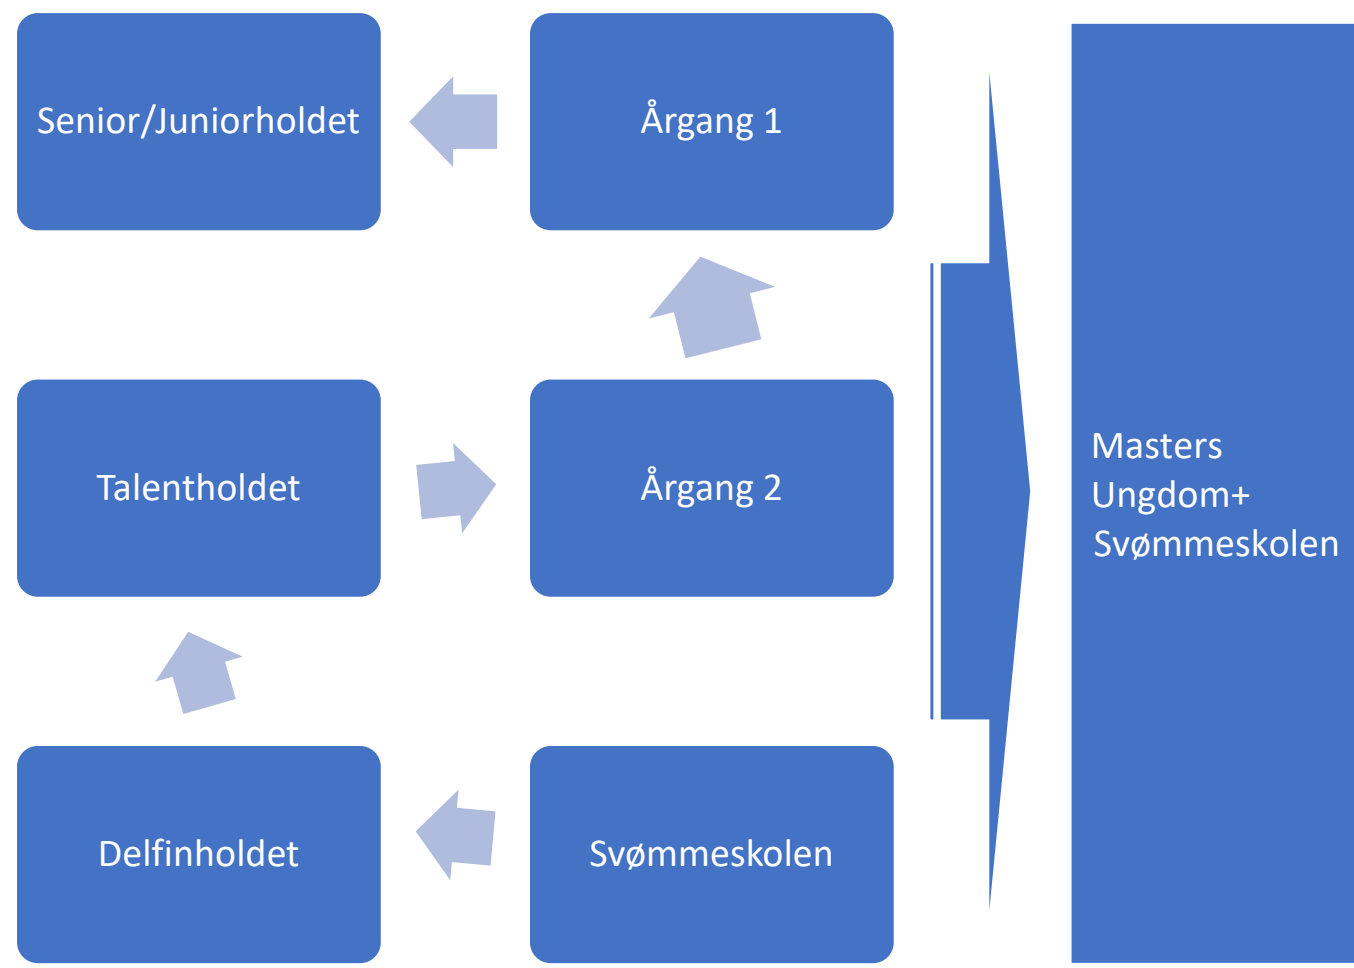 Senior/Juniorholdet
Årgang 1
Talentholdet
Årgang 2
Delfinholdet
Svømmeskolen
Masters
Ungdom+
Svømmeskolen